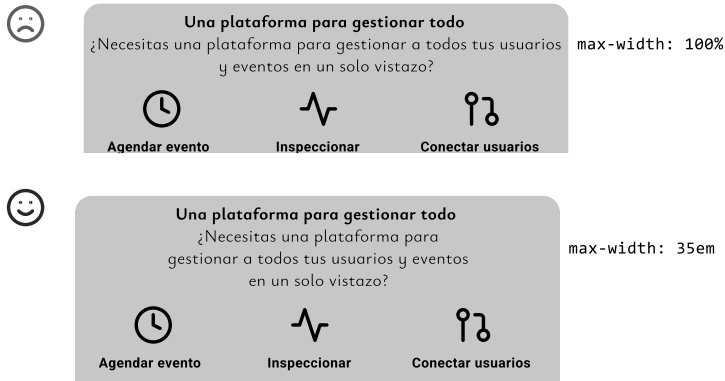 Una plataforma para gestionar todo
¿Necesitas una plataforma para gestionar a todos tus usuarios
y eventos en un solo vistazo?
max-width: 100%
Agendar evento
Inspeccionar
Conectar usuarios
Una plataforma para gestionar todo
¿Necesitas una plataforma para
gestionar a todos tus usuarios y eventos
en un solo vistazo?
max-width: 35em
Agendar evento
Inspeccionar
Conectar usuarios